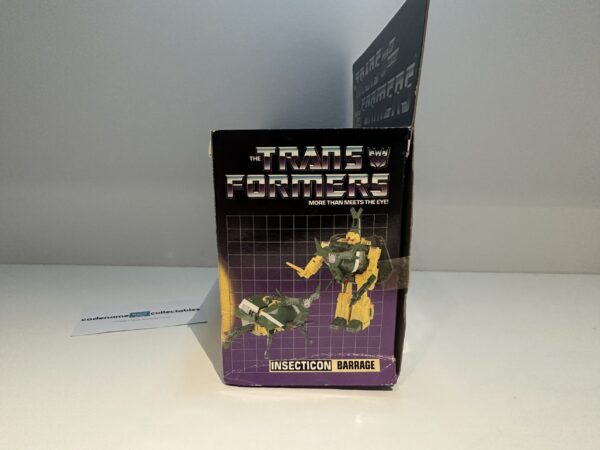 THE TRANS
FORMERS
MORE THAN MEETS THE EYE!
INSECTICON BARRAGE
codename collectables